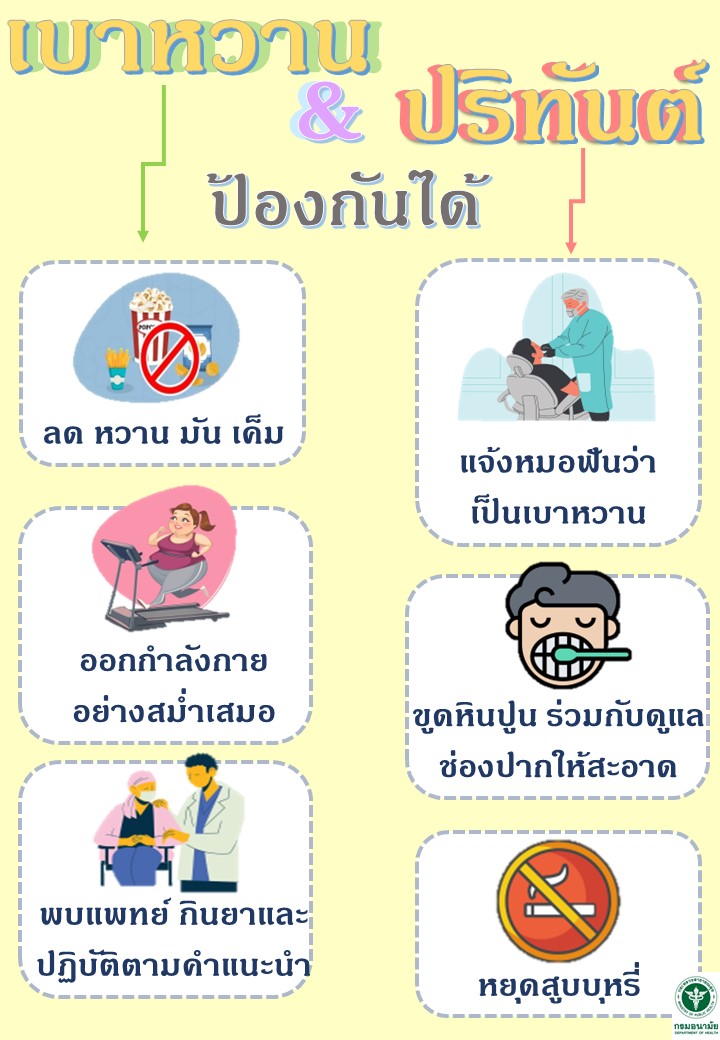 เบาหวาน
& ปริทันต์
ป้องกันได้
POPC
ลด หวาน มัน เค็ม
ออกกำลังกาย
อย่างสม่ำเสมอ
พบแพทย์ กินยาและ
ปฏิบัติตามคำแนะนำ
แจ้งหมอฟันว่า
เป็นเบาหวาน
ขูดหินปูน ร่วมกับดูแล
ช่องปากให้สะอาด
หยุดสูบบุหรี่
กรมอนามัย
DEPARTMENT OF HEALTH